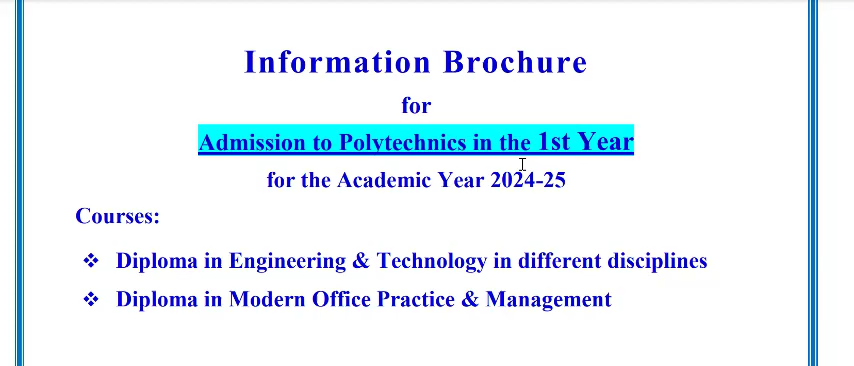 Information Brochure
for
Admission to Polytechnics in the 1st Year
for the Academic Year 2024-25
Courses:
❖ Diploma in Engineering & Technology in different disciplines
❖ Diploma in Modern Office Practice & Management